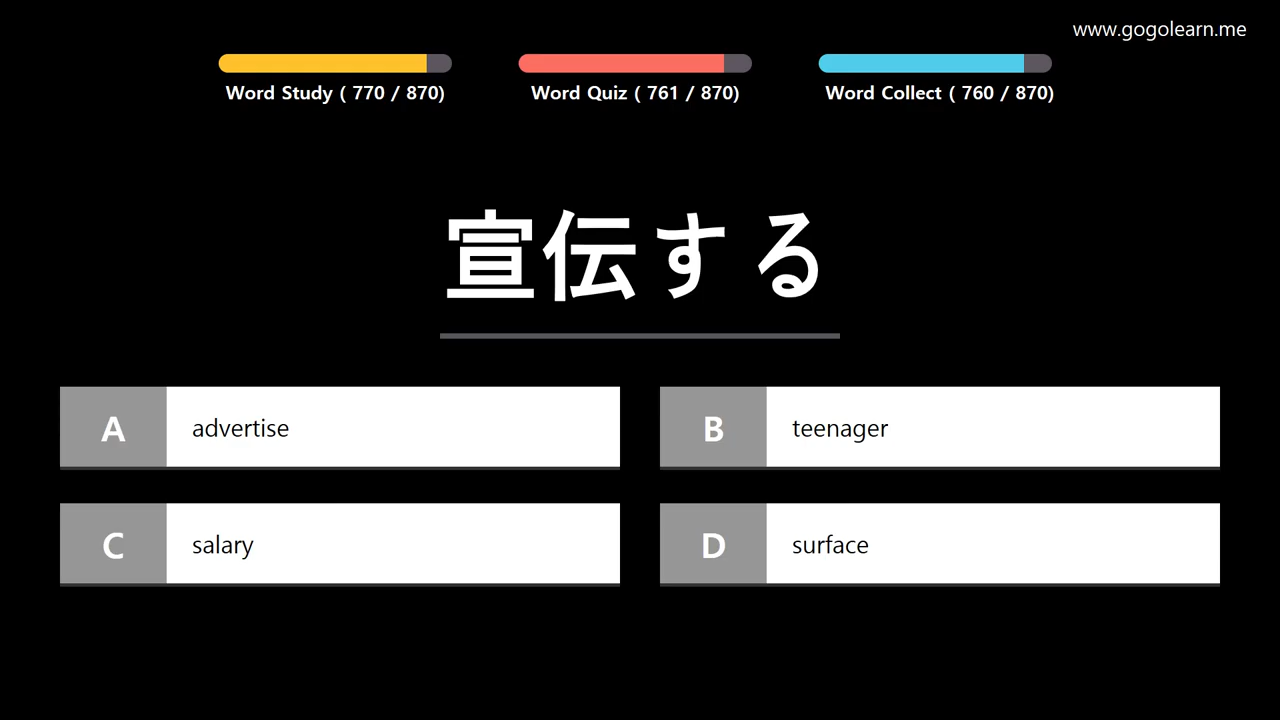 www.gogolearn.me
Word Study ( 770 / 870)
Word Quiz ( 761 / 870)
Word Collect ( 760 / 870)
宣伝する
A advertise
B teenager
C salary
D surface